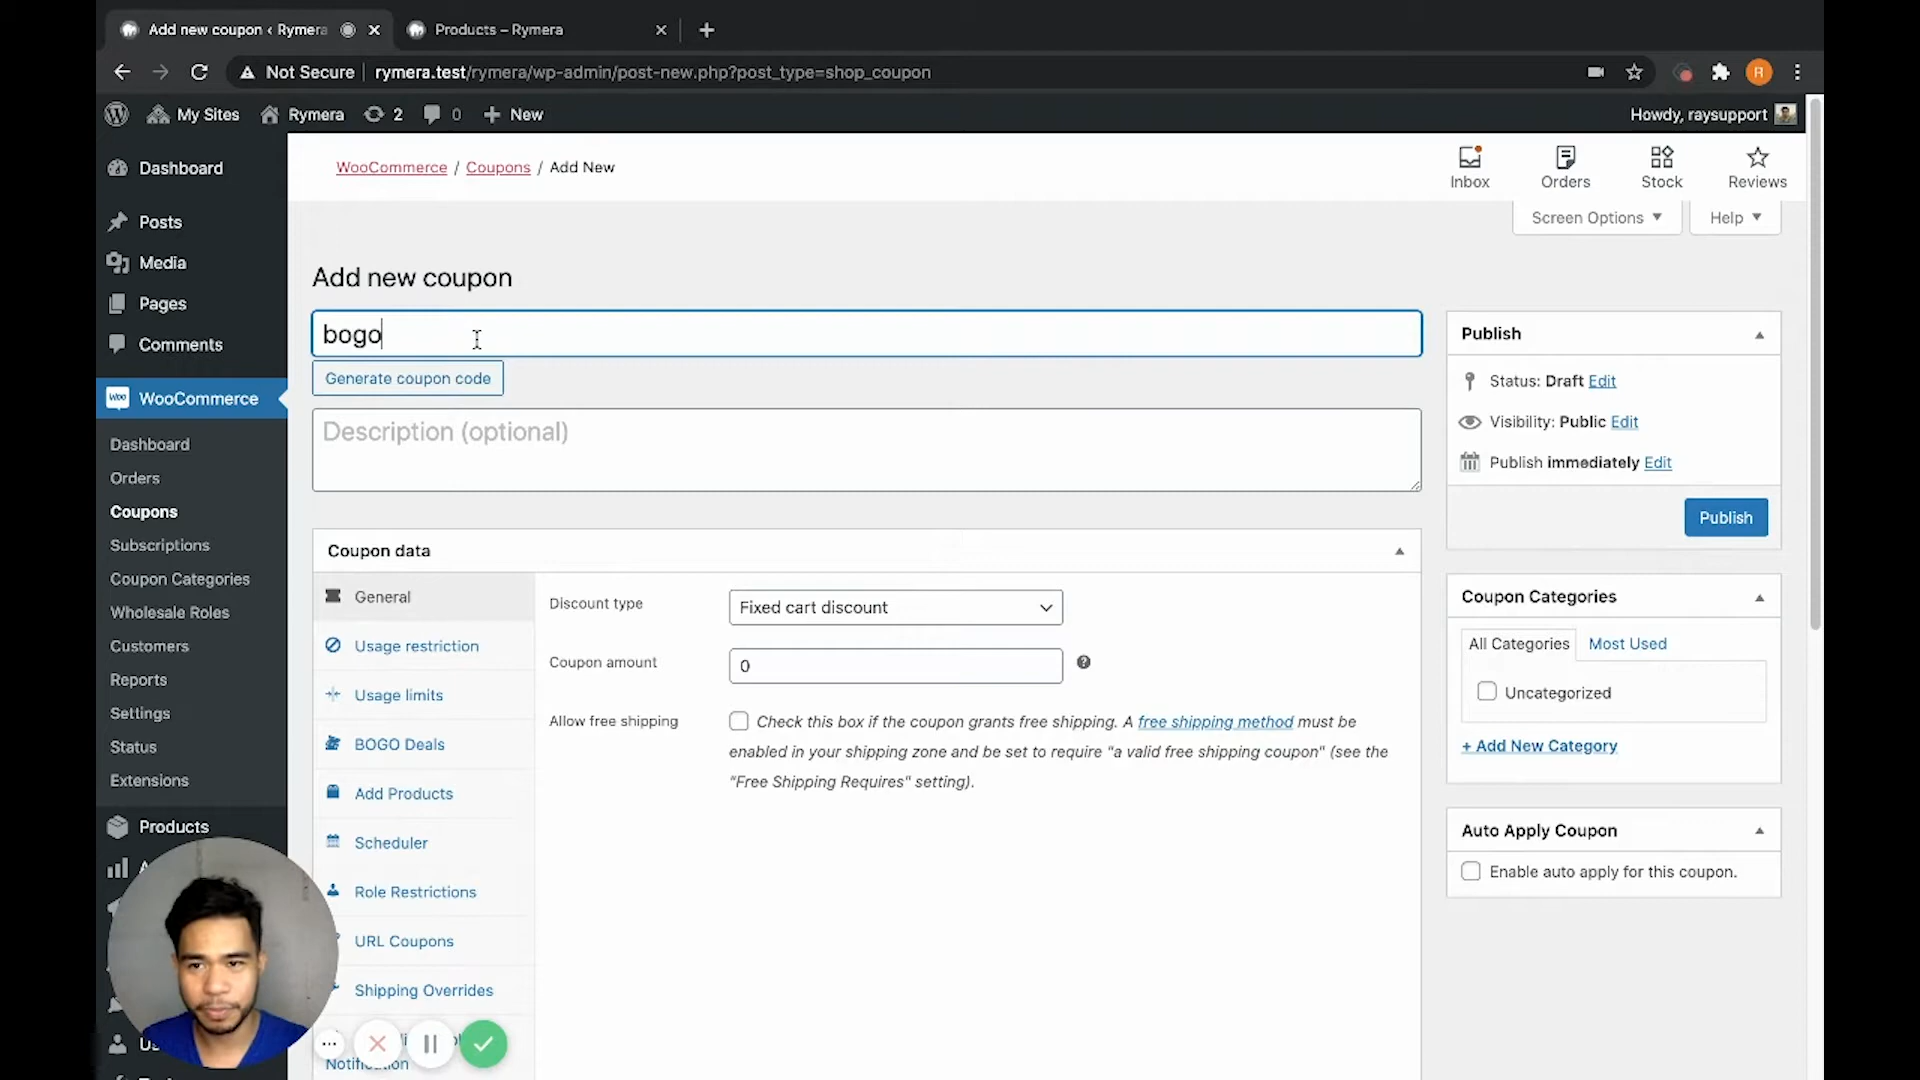 Add new coupon ‹ Rymera
Products – Rymera
Not Secure
rymera.test/rymera/wp-admin/post-new.php?post_type=shop_coupon
R
My Sites
Rymera
2
0
New
Howdy, raysupport
Dashboard
Posts
Media
Pages
Comments
WooCommerce
Dashboard
Orders
Coupons
Subscriptions
Coupon Categories
Wholesale Roles
Customers
Reports
Settings
Status
Extensions
Products
WooCommerce / Coupons / Add New
Inbox
Orders
Stock
Reviews
Screen Options
Help
Add new coupon
bogo
Generate coupon code
Description (optional)
Coupon data
General
Usage restriction
Usage limits
BOGO Deals
Add Products
Scheduler
Role Restrictions
URL Coupons
Shipping Overrides
Discount type
Fixed cart discount
Coupon amount
0
Allow free shipping
Check this box if the coupon grants free shipping. A free shipping method must be
enabled in your shipping zone and be set to require "a valid free shipping coupon" (see the
"Free Shipping Requires" setting).
Publish
Status: Draft Edit
Visibility: Public Edit
Publish immediately Edit
Publish
Coupon Categories
All Categories
Most Used
Uncategorized
+ Add New Category
Auto Apply Coupon
Enable auto apply for this coupon.